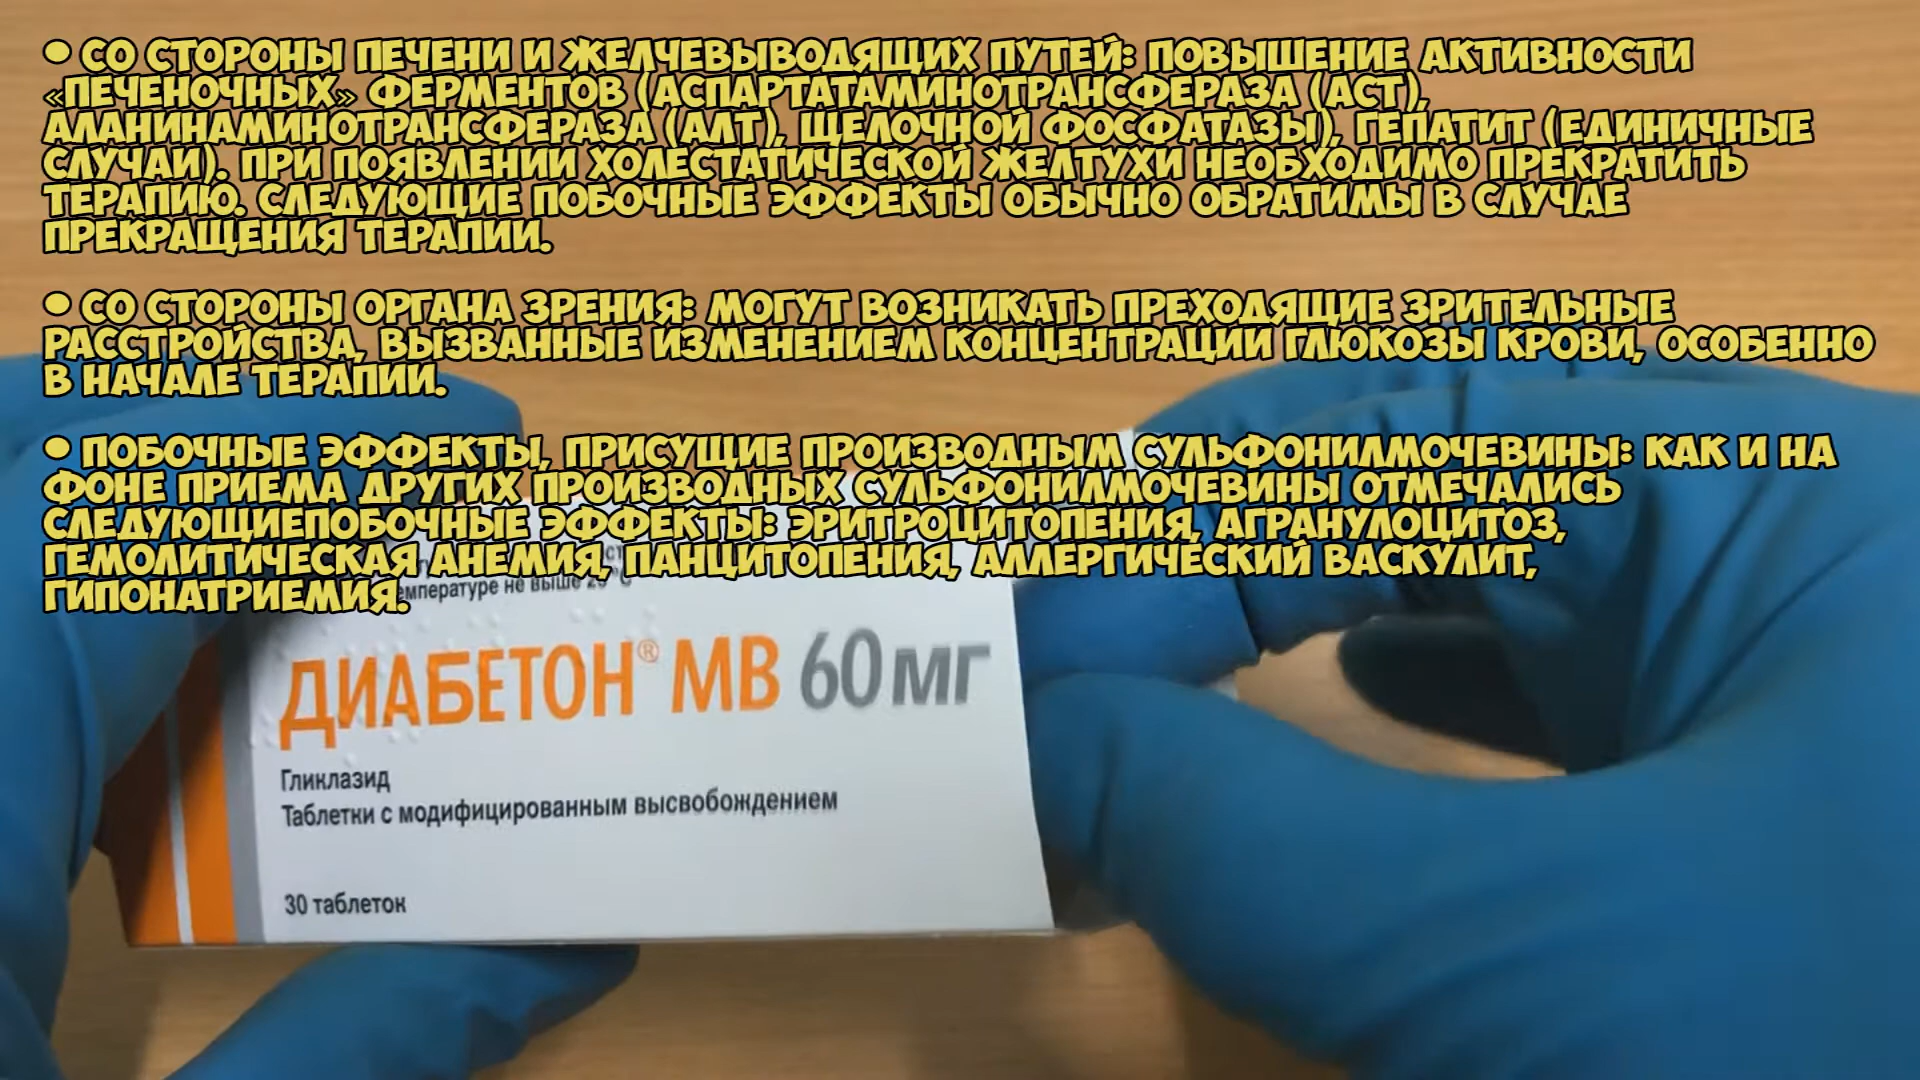 • СО СТОРОНЫ ПЕЧЕНИ И ЖЕЛЧЕВЫВОДЯЩИХ ПУТЕЙ: ПОВЫШЕНИЕ АКТИВНОСТИ
«ПЕЧЕНОЧНЫХ» ФЕРМЕНТОВ (АСПАРТАТАМИНОТРАНСФЕРАЗА (АСТ),
АЛАНИНАМИНОТРАНСФЕРАЗА (АЛТ), ЩЕЛОЧНОЙ ФОСФАТАЗЫ), ГЕПАТИТ (ЕДИНИЧНЫЕ
СЛУЧАИ). ПРИ ПОЯВЛЕНИИ ХОЛЕСТАТИЧЕСКОЙ ЖЕЛТУХИ НЕОБХОДИМО ПРЕКРАТИТЬ
ТЕРАПИЮ. СЛЕДУЮЩИЕ ПОБОЧНЫЕ ЭФФЕКТЫ ОБЫЧНО ОБРАТИМЫ В СЛУЧАЕ
ПРЕКРАЩЕНИЯ ТЕРАПИИ.
• СО СТОРОНЫ ОРГАНА ЗРЕНИЯ: МОГУТ ВОЗНИКАТЬ ПРЕХОДЯЩИЕ ЗРИТЕЛЬНЫЕ
РАССТРОЙСТВА, ВЫЗВАННЫЕ ИЗМЕНЕНИЕМ КОНЦЕНТРАЦИИ ГЛЮКОЗЫ КРОВИ, ОСОБЕННО
В НАЧАЛЕ ТЕРАПИИ.
• ПОБОЧНЫЕ ЭФФЕКТЫ, ПРИСУЩИЕ ПРОИЗВОДНЫМ СУЛЬФОНИЛМОЧЕВИНЫ: КАК И НА
ФОНЕ ПРИЕМА ДРУГИХ ПРОИЗВОДНЫХ СУЛЬФОНИЛМОЧЕВИНЫ ОТМЕЧАЛИСЬ
СЛЕДУЮЩИЕПОБОЧНЫЕ ЭФФЕКТЫ: ЭРИТРОЦИТОПЕНИЯ, АГРАНУЛОЦИТОЗ,
ГЕМОЛИТИЧЕСКАЯ АНЕМИЯ, ПАНЦИТОПЕНИЯ, АЛЛЕРГИЧЕСКИЙ ВАСКУЛИТ,
ГИПОНАТРИЕМИЯ.
не выше
ДИАБЕТОН® МВ 60 мг
Гликлазид
Таблетки с модифицированным высвобождением
30 таблеток